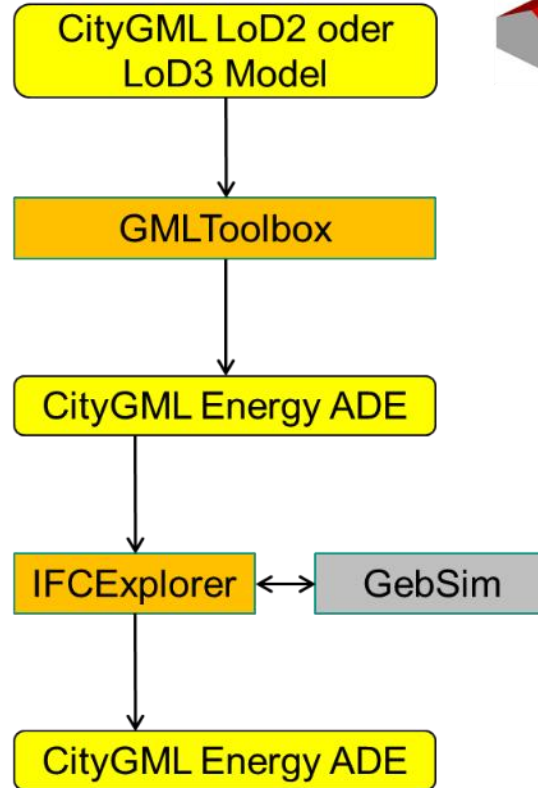 CityGML LoD2 oder
LoD3 Model
GMLToolbox
CityGML Energy ADE
IFCExplorer
GebSim
CityGML Energy ADE